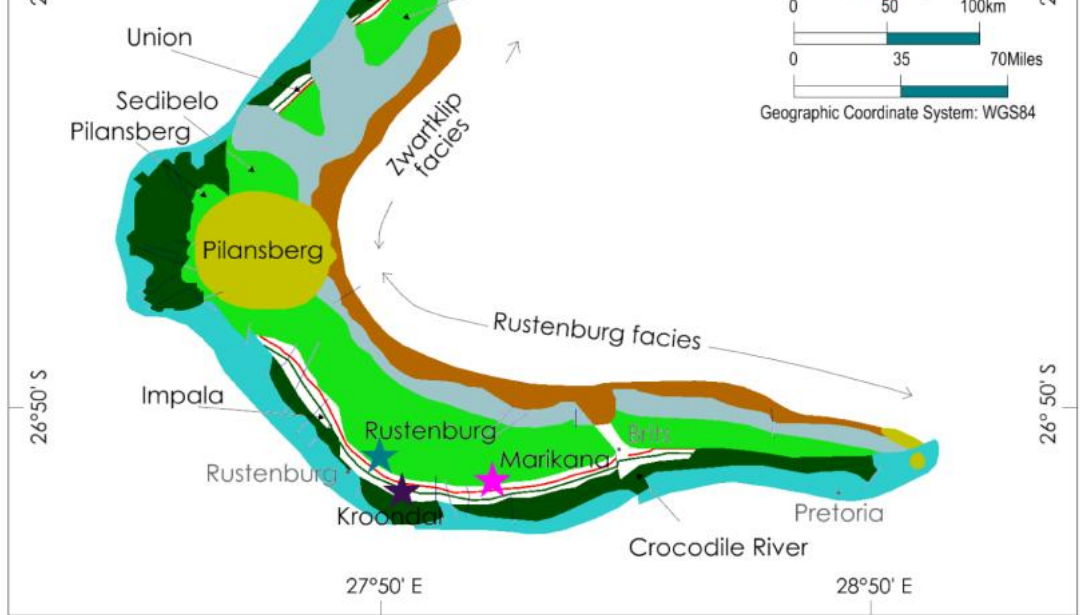 0 50 100km
0 35 70Miles
Geographic Coordinate System: WGS84
Union
Sedibelo
Pilansberg
Zwartklip
facies
Pilansberg
Rustenburg facies
Impala
26°50' S
26°50' S
Rustenburg
Brits
Marikana
Rustenburg
Kroondal
Pretoria
Crocodile River
27°50' E
28°50' E